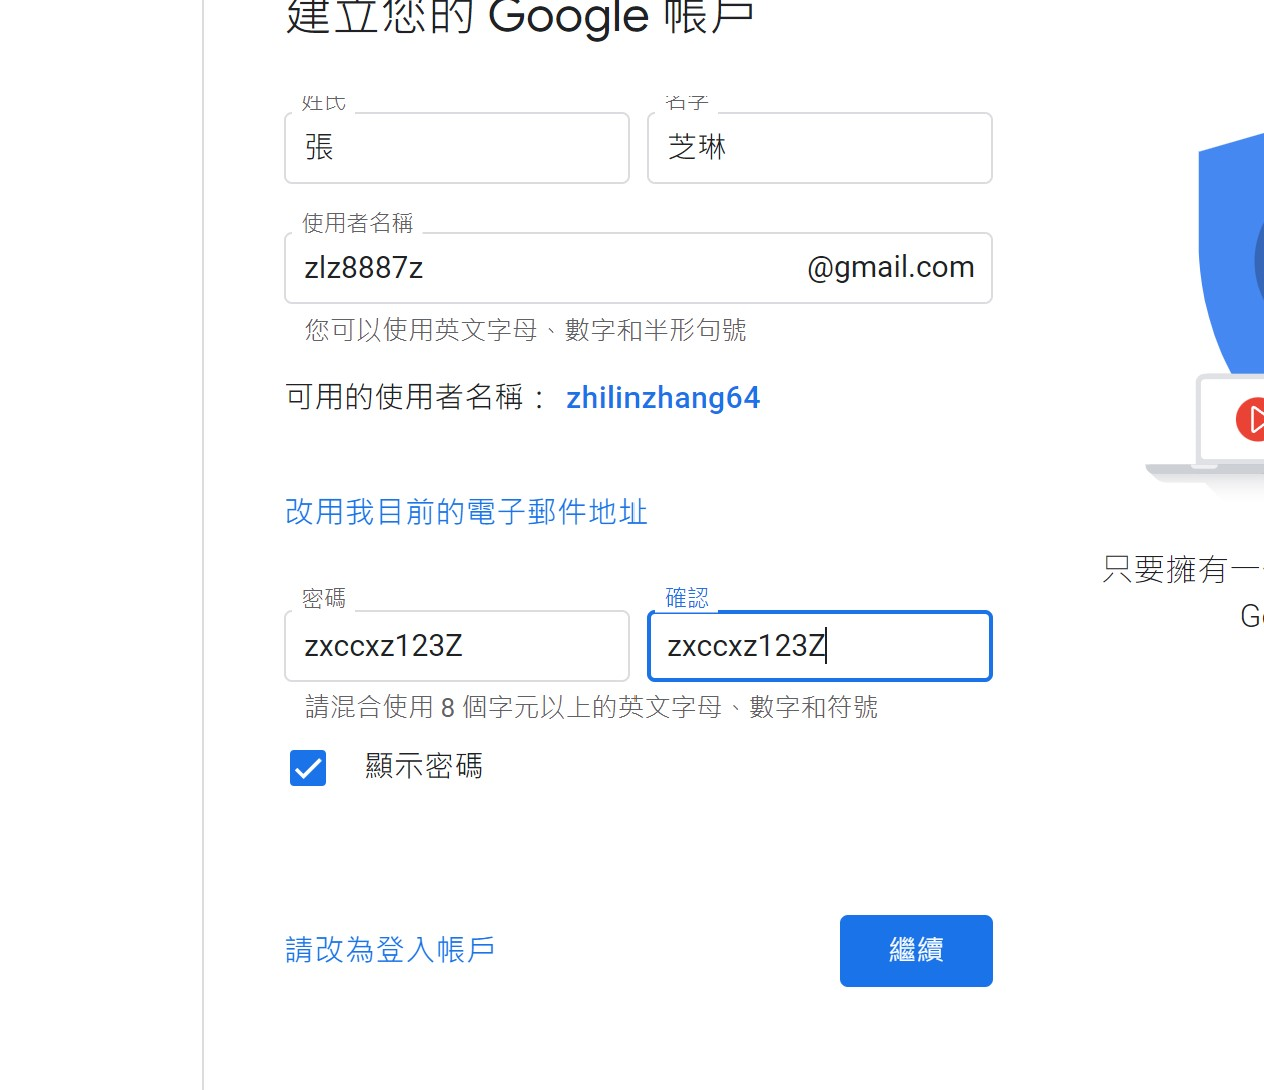 建立您的 Google 帳戶
姓氏 名字
張 芝琳
使用者名稱
zlz8887z @gmail.com
您可以使用英文字母、數字和半形句號
可用的使用者名稱： zhilinzhang64
改用我目前的電子郵件地址
密碼 確認
zxccxz123Z zxccxz123Z
請混合使用 8 個字元以上的英文字母、數字和符號
顯示密碼
請改為登入帳戶 繼續
只要擁有一
Go